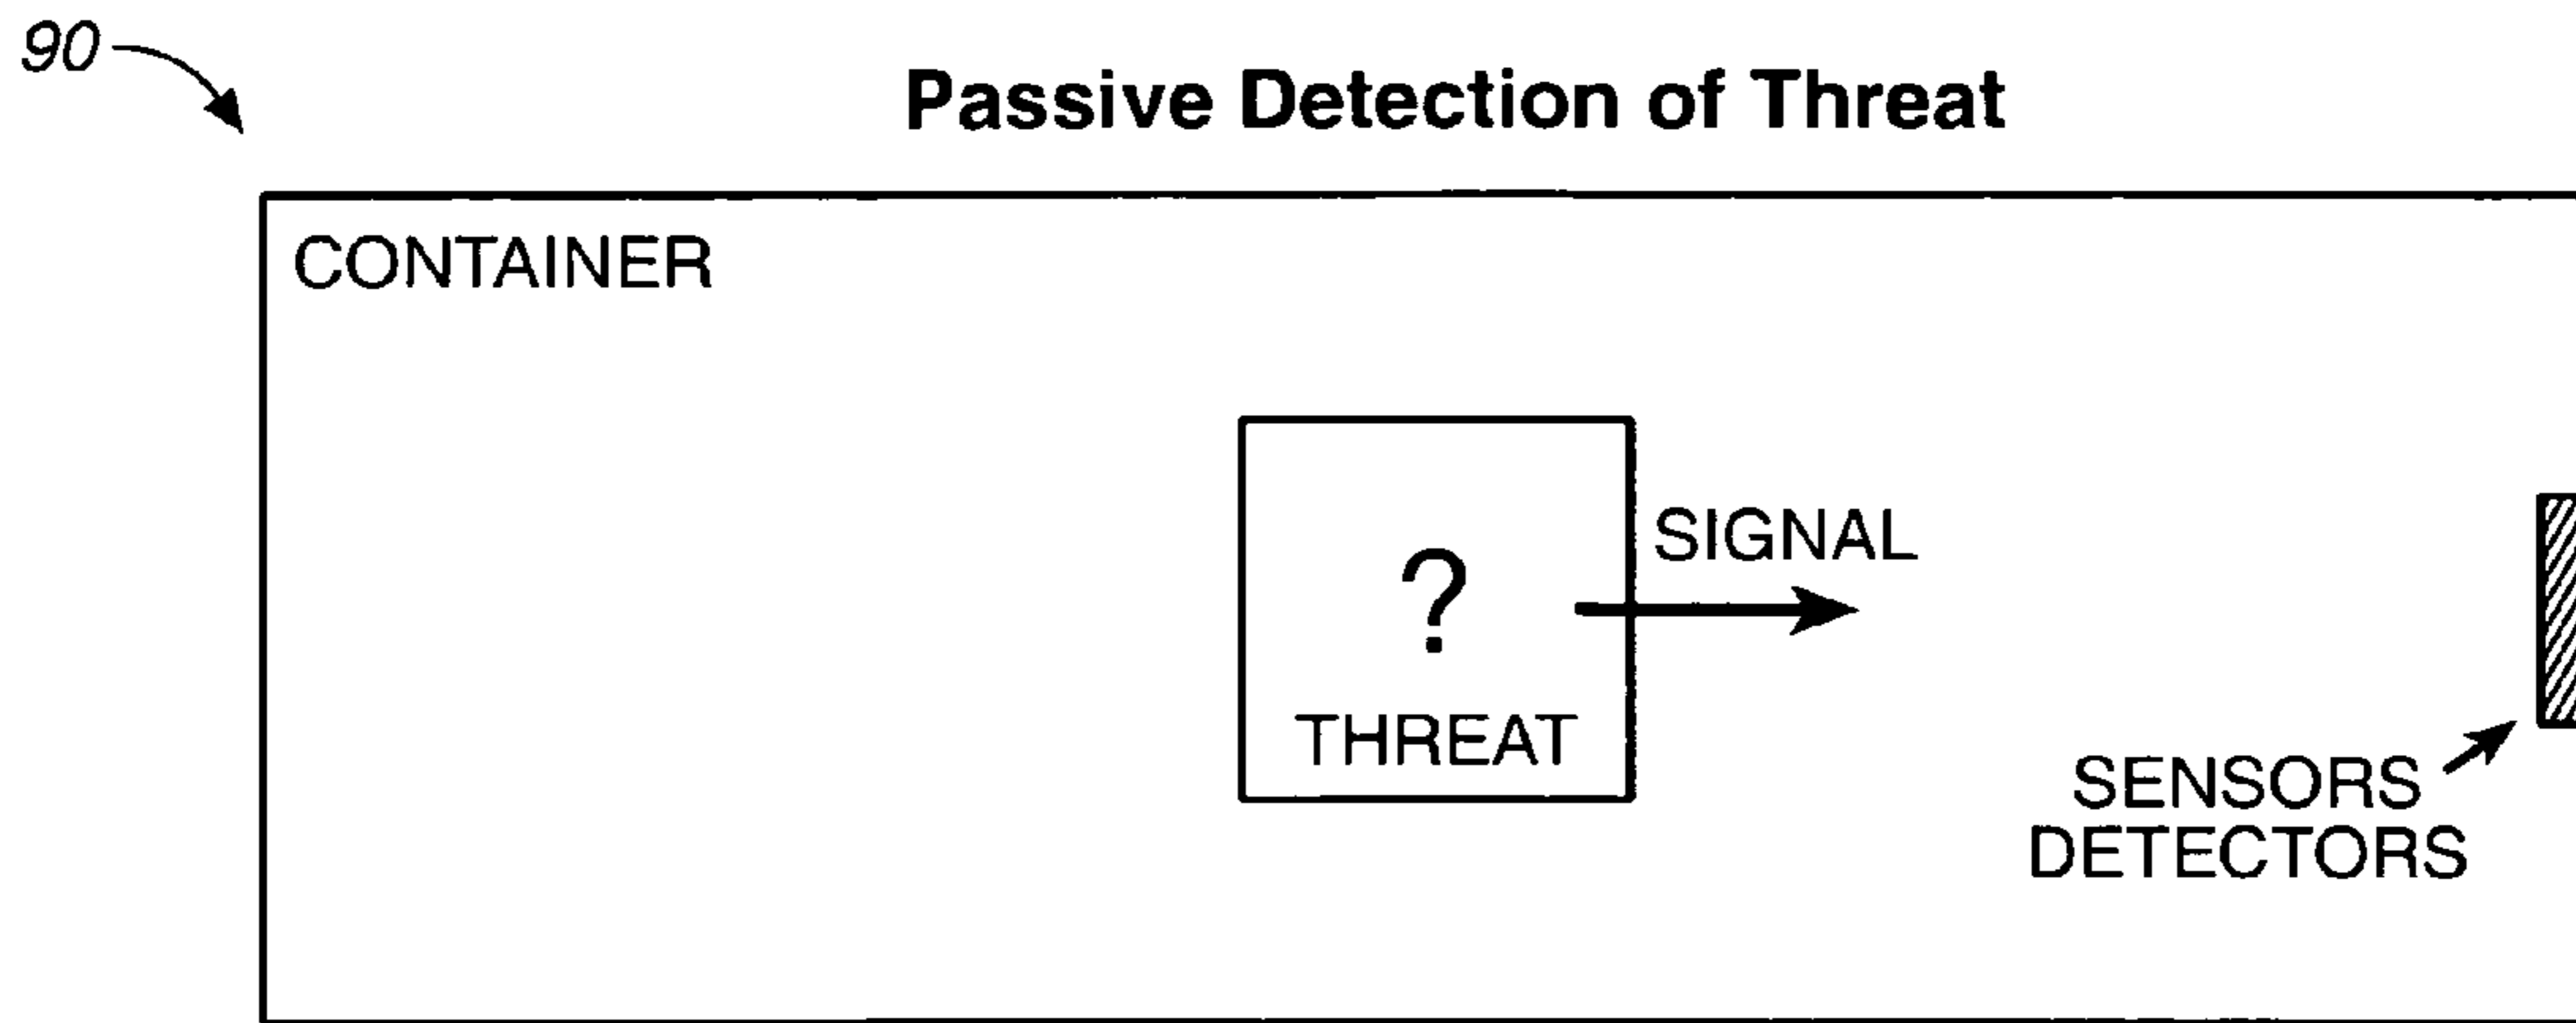 90
Passive Detection of Threat
CONTAINER
SIGNAL
?
THREAT
SENSORS
DETECTORS